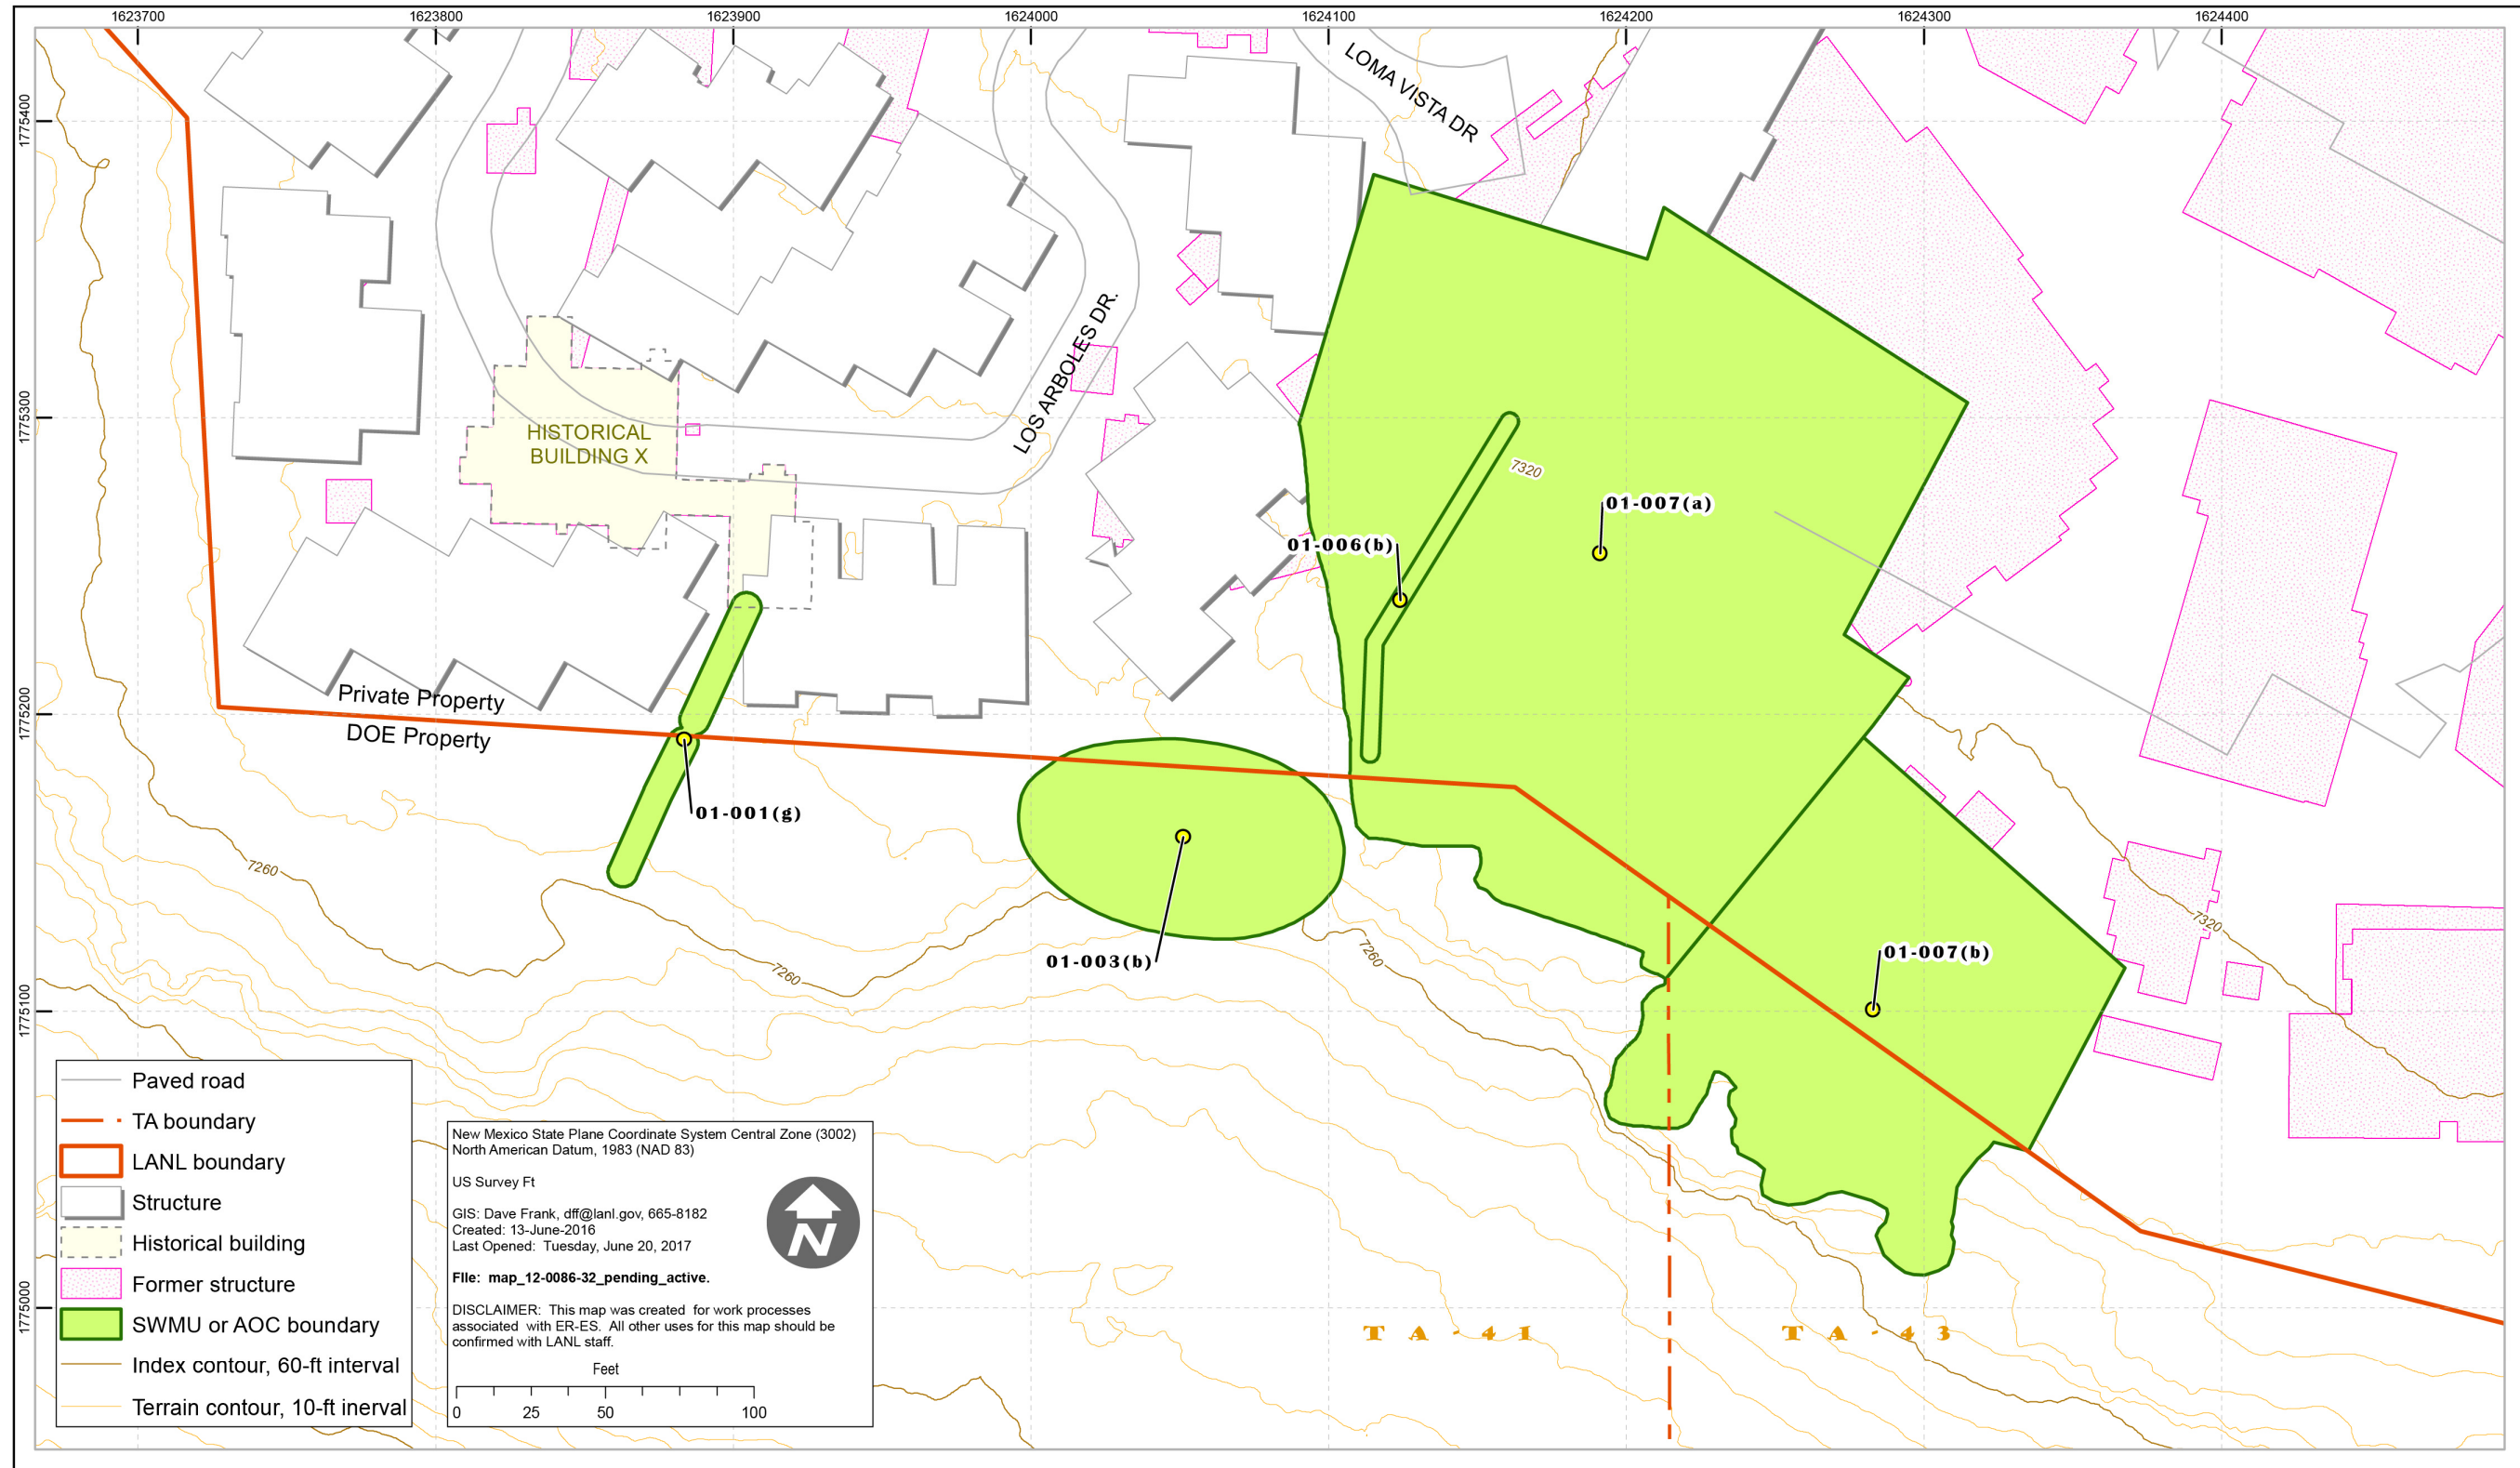 1623700 1623800 1623900 1624000 1624100 1624200 1624300 1624400
1775400
1775300
1775200
1775100
1775000
LOMA VISTA DR
LOS ARBOLES DR.
HISTORICAL
BUILDING X
7320
01-007(a)
01-006(b)
Private Property
DOE Property
01-001(g)
7260
01-003(b)
7260
7260
01-007(b)
7320
TA-41
TA-43
Paved road
TA boundary
LANL boundary
Structure
Historical building
Former structure
SWMU or AOC boundary
Index contour, 60-ft interval
Terrain contour, 10-ft inerval
New Mexico State Plane Coordinate System Central Zone (3002)
North American Datum, 1983 (NAD 83)
US Survey Ft
GIS: Dave Frank, dff@lanl.gov, 665-8182
Created: 13-June-2016
Last Opened: Tuesday, June 20, 2017
FIle: map_12-0086-32_pending_active.
DISCLAIMER: This map was created for work processes
associated with ER-ES. All other uses for this map should be
confirmed with LANL staff.
N
Feet
0 25 50 100